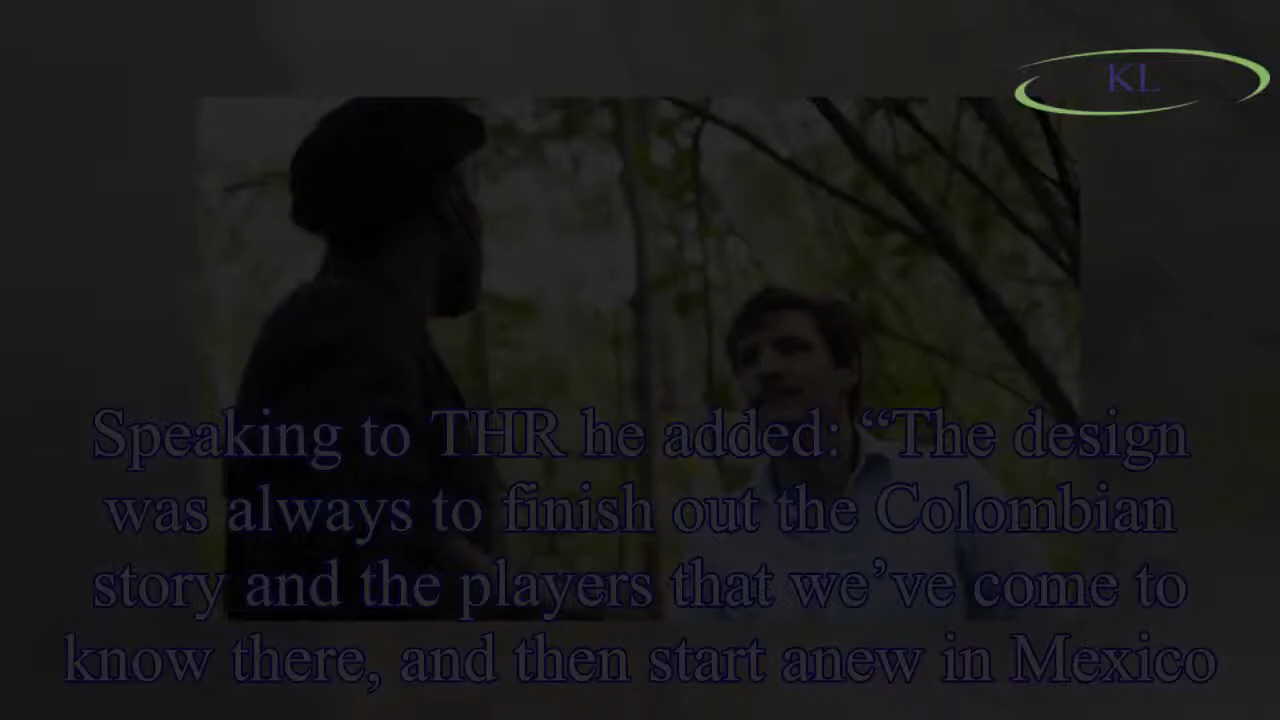 KL
Speaking to THR he added: “The design
was always to finish out the Colombian
story and the players that we’ve come to
know there, and then start anew in Mexico